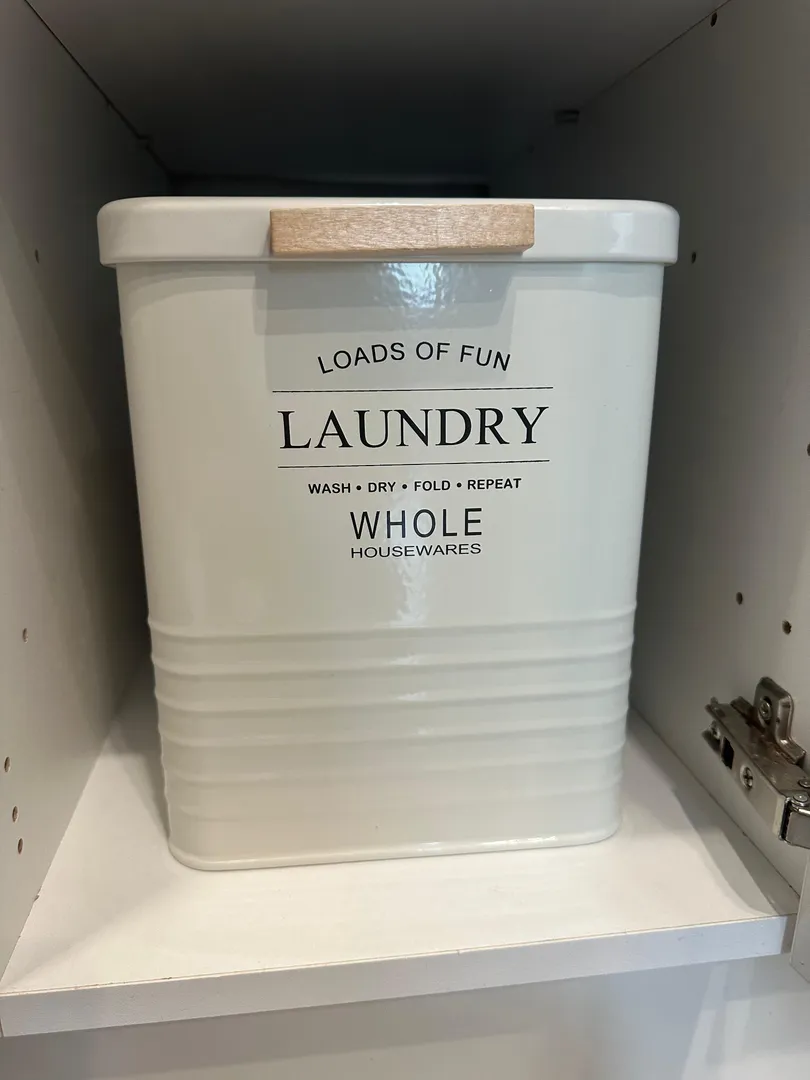 LOADS OF FUN
LAUNDRY
WASH • DRY • FOLD • REPEAT
WHOLE
HOUSEWARES